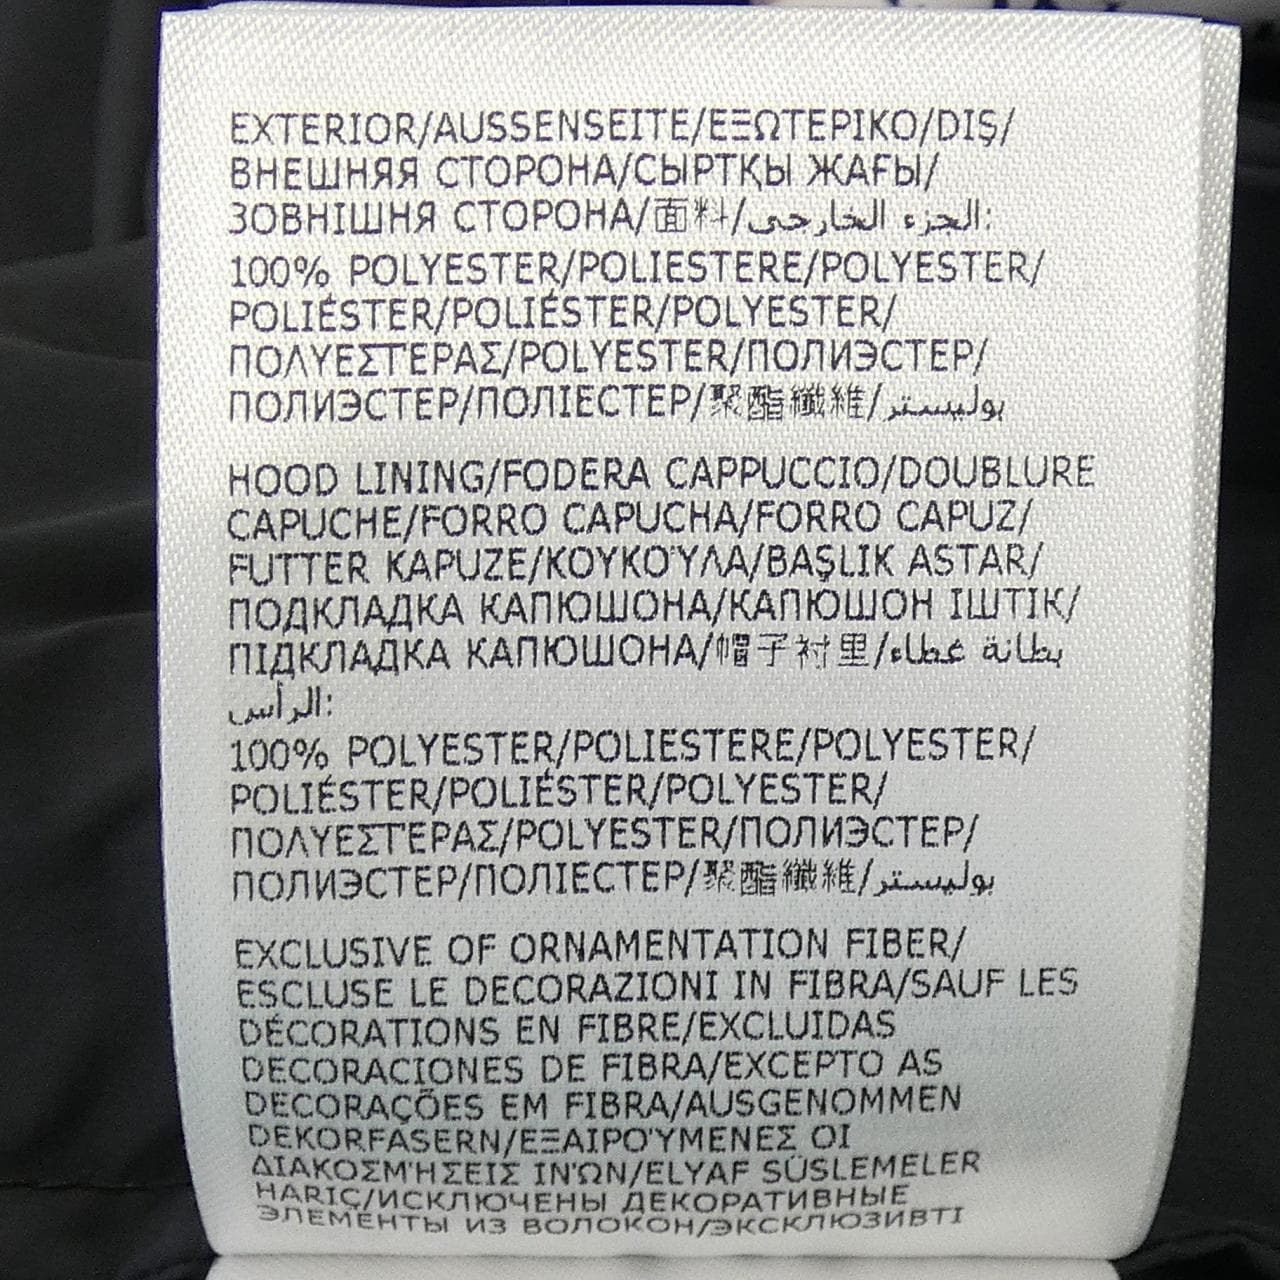 EXTERIOR/AUSSENSEITE/ΕΞΩΤΕΡΙΚΟ/DIŞ/
ВНЕШНЯЯ СТОРОНА/СЫРТҚЫ ЖАҒЫ/
ЗОВНІШНЯ СТОРОНА/面料/الجزء الخارجي:
100% POLYESTER/POLIESTERE/POLYESTER/
POLIÉSTER/POLIÉSTER/POLYESTER/
ΠΟΛΥΕΣΤΈΡΑΣ/POLYESTER/ПОЛИЭСТЕР/
ПОЛИЭСТЕР/ПОЛІЕСТЕР/聚酯纖維/بوليستر
HOOD LINING/FODERA CAPPUCCIO/DOUBLURE
CAPUCHE/FORRO CAPUCHA/FORRO CAPUZ/
FUTTER KAPUZE/ΚΟΥΚΟΎΛΑ/BAŞLIK ASTAR/
ПОДКЛАДКА КАПЮШОНА/КАПЮШОН ІШТІК/
ПІДКЛАДКА КАПЮШОНА/帽子衬里/بطانة غطاء
الرأس:
100% POLYESTER/POLIESTERE/POLYESTER/
POLIÉSTER/POLIÉSTER/POLYESTER/
ΠΟΛΥΕΣΤΈΡΑΣ/POLYESTER/ПОЛИЭСТЕР/
ПОЛИЭСТЕР/ПОЛІЕСТЕР/聚酯纖維/بوليستر
EXCLUSIVE OF ORNAMENTATION FIBER/
ESCLUSE LE DECORAZIONI IN FIBRA/SAUF LES
DÉCORATIONS EN FIBRE/EXCLUIDAS
DECORACIONES DE FIBRA/EXCEPTO AS
DECORAÇÕES EM FIBRA/AUSGENOMMEN
DEKORFASERN/ΕΞΑΙΡΟΎΜΕΝΕΣ ΟΙ
ΔΙΑΚΟΣΜΉΣΕΙΣ ΙΝΏΝ/ELYAF SÜSLEMELER
HARİÇ/ИСКЛЮЧЕНЫ ДЕКОРАТИВНЫЕ
ЭЛЕМЕНТЫ ИЗ ВОЛОКОН/ЭКСКЛЮЗИВТІ